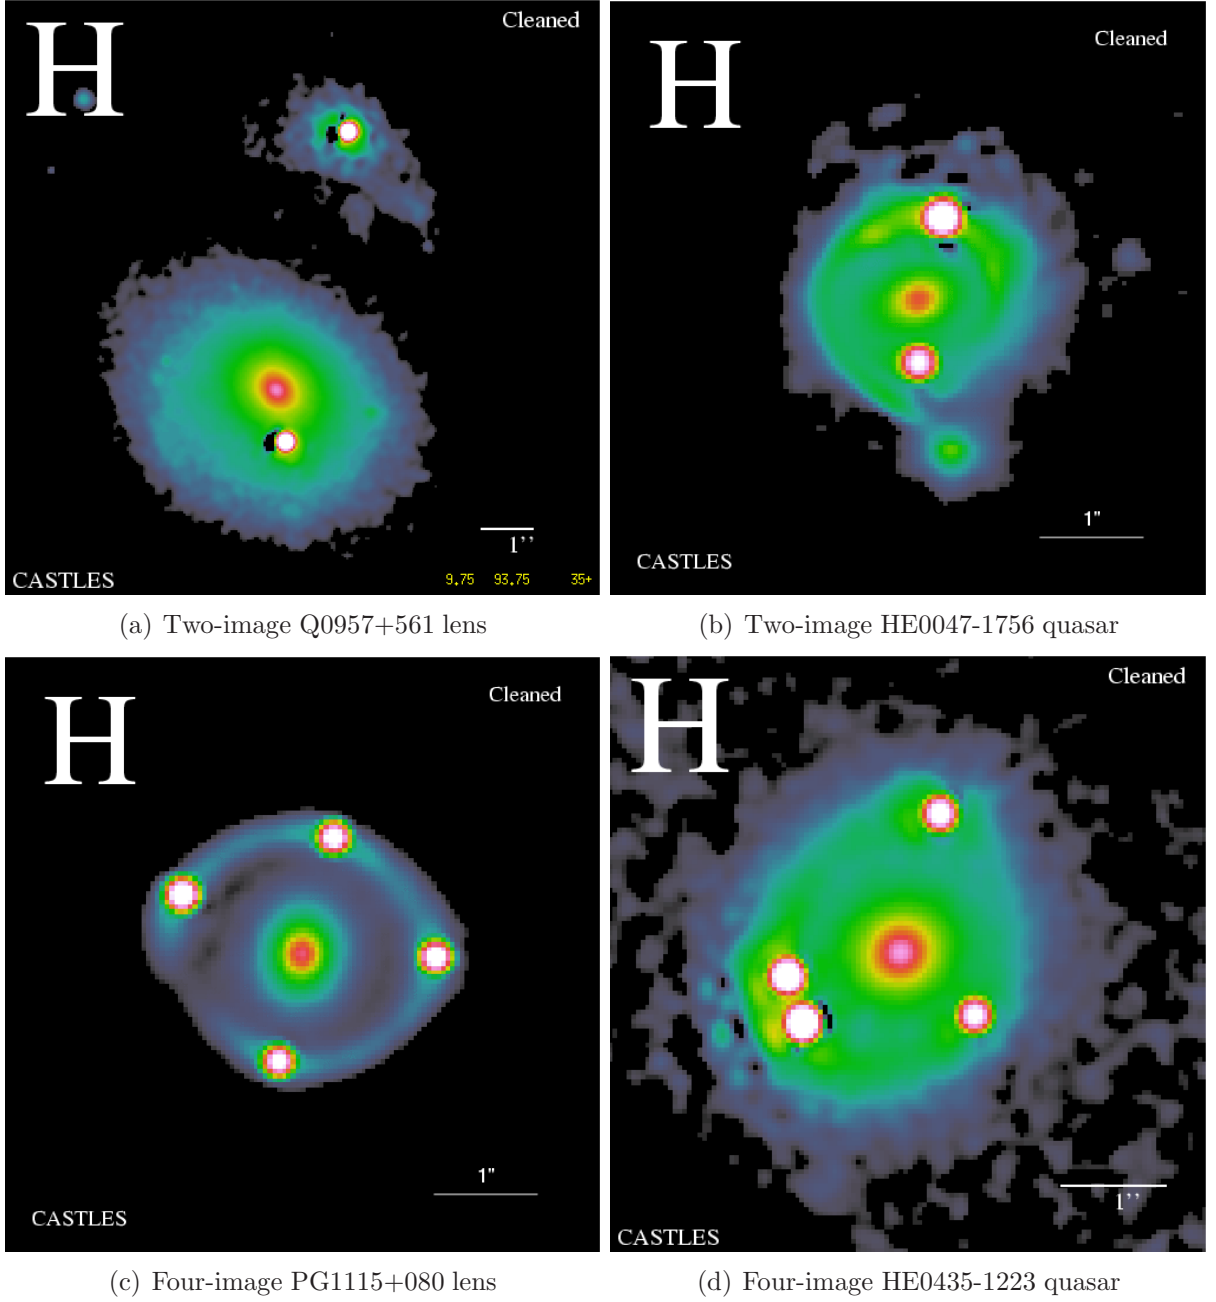 H
Cleaned
1’’
CASTLES
9.75 93.75 35+
(a) Two-image Q0957+561 lens
H
Cleaned
1"
CASTLES
(b) Two-image HE0047-1756 quasar
H
Cleaned
1"
CASTLES
(c) Four-image PG1115+080 lens
H
Cleaned
1’’
CASTLES
(d) Four-image HE0435-1223 quasar